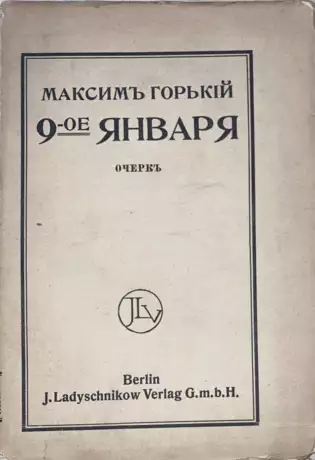 МАКСИМЪ ГОРЬКІЙ
9-ОЕ ЯНВАРЯ
ОЧЕРКЪ
JLV
Berlin
J. Ladyschnikow Verlag G.m.b.H.